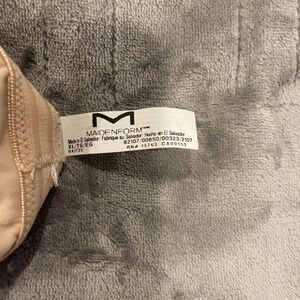 M
MAIDENFORM
Made in El Salvador Fabriqué au Salvador Hecho en El Salvador
XL/TG/EG 82107/00650/00323/2107
RN# 15763 CA00153